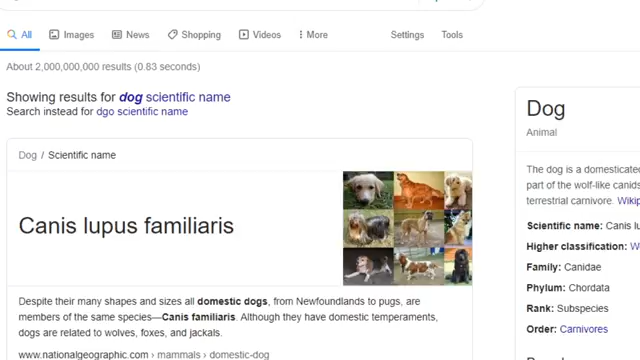 All Images News Shopping Videos More Settings Tools
About 2,000,000,000 results (0.83 seconds)
Showing results for dog scientific name
Search instead for dgo scientific name
Dog / Scientific name
Canis lupus familiaris
Despite their many shapes and sizes all domestic dogs, from Newfoundlands to pugs, are
members of the same species—Canis familiaris. Although they have domestic temperaments,
dogs are related to wolves, foxes, and jackals.
www.nationalgeographic.com › mammals › domestic-dog
Dog
Animal
The dog is a domesticated
part of the wolf-like canids
terrestrial carnivore. Wikip
Scientific name: Canis lu
Higher classification: W
Family: Canidae
Phylum: Chordata
Rank: Subspecies
Order: Carnivores